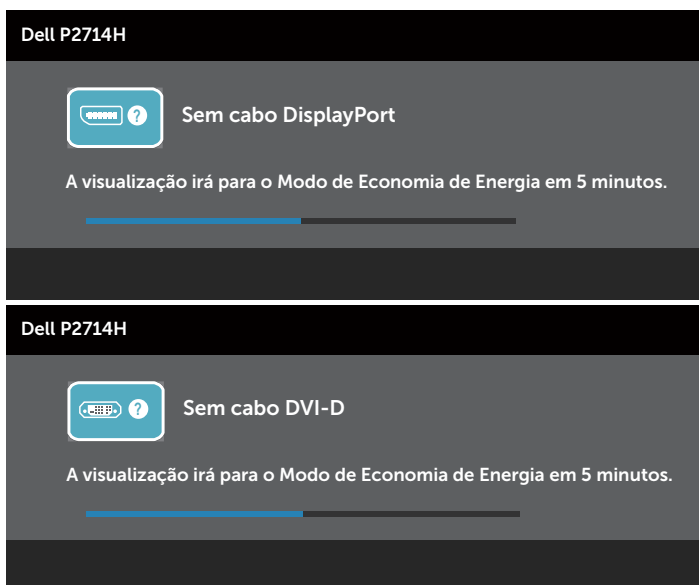 Dell P2714H
? Sem cabo DisplayPort
A visualização irá para o Modo de Economia de Energia em 5 minutos.
Dell P2714H
? Sem cabo DVI-D
A visualização irá para o Modo de Economia de Energia em 5 minutos.